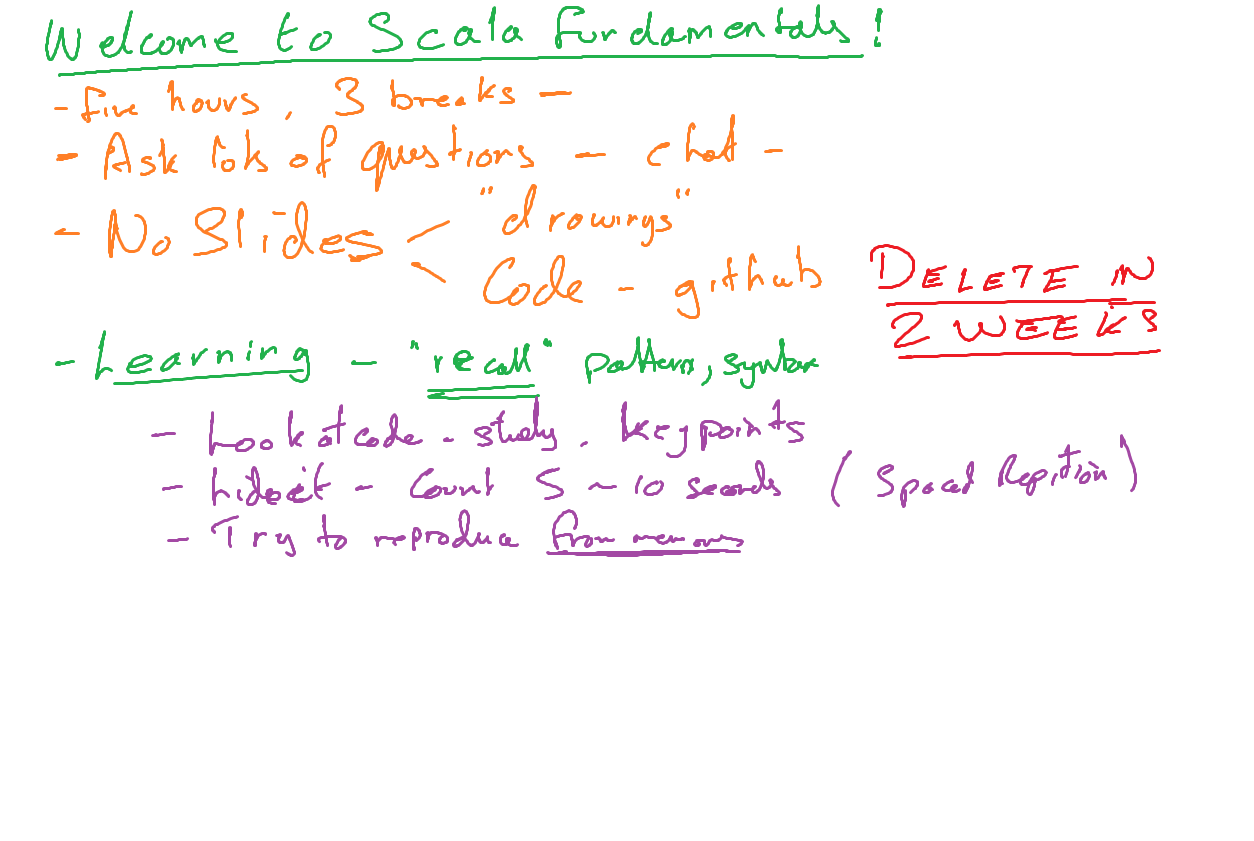 Welcome to Scala Fundamentals!
- Five hours, 3 breaks -
- Ask lots of questions - chat -
- No Slides < "drawings"
Code - github
DELETE IN
2 WEEKS
- Learning - "recall" pattern, syntax
- Look at code - study. key points
- hide it - Count 5 ~ 10 seconds (Spaced Repition)
- Try to reproduce from memory